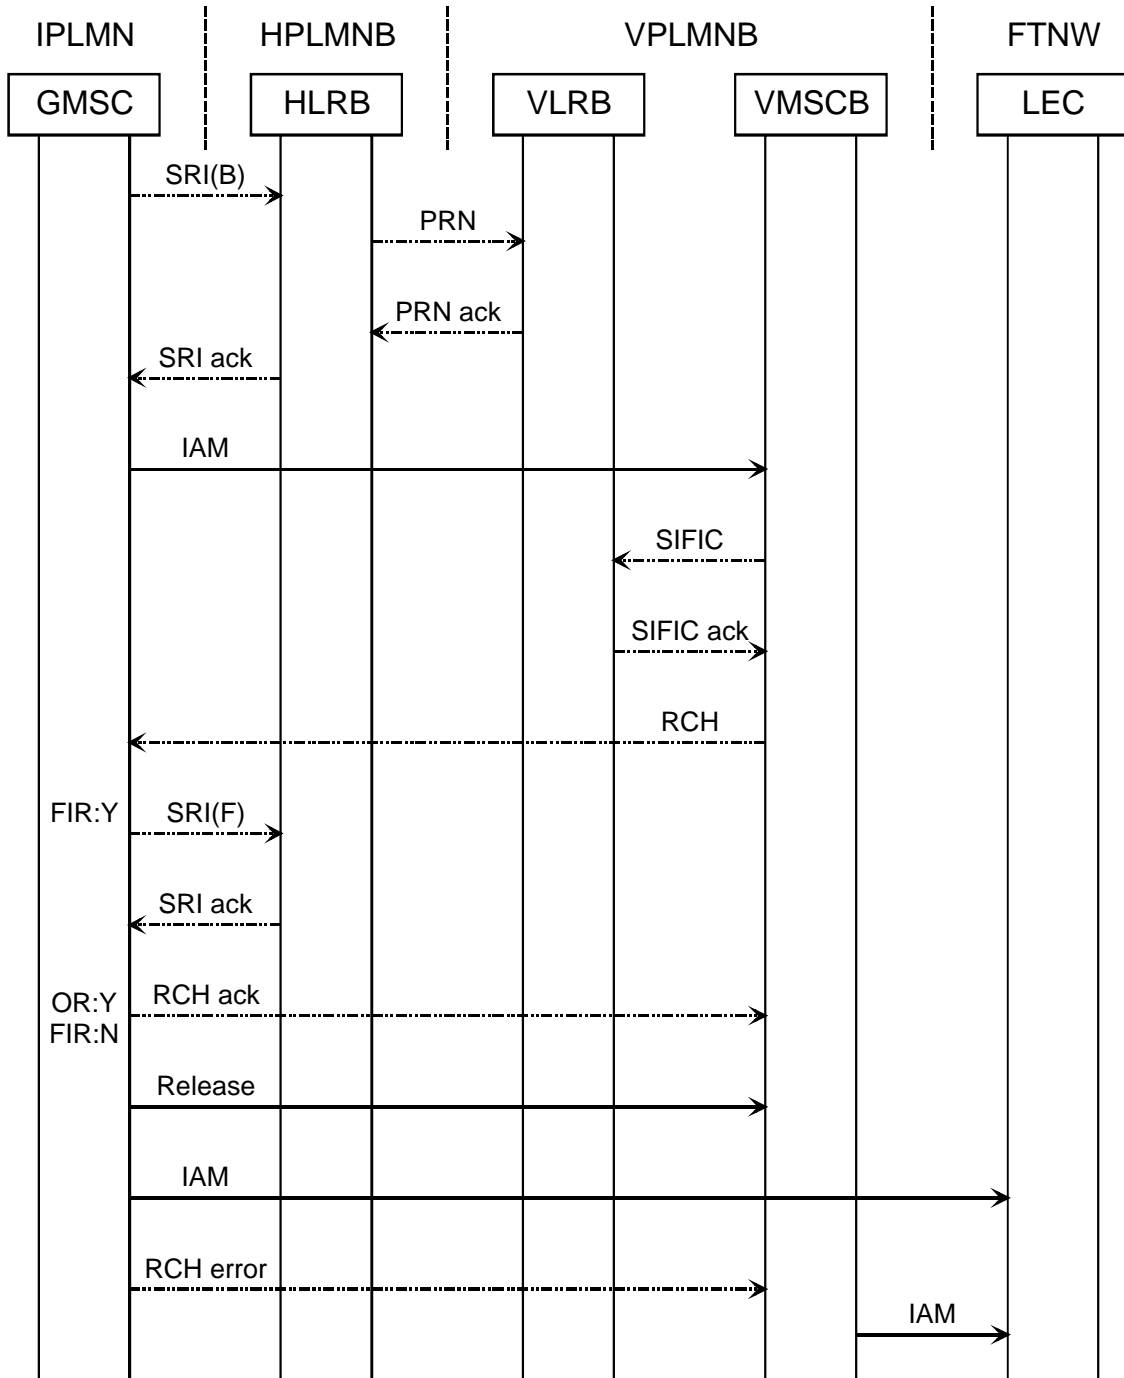 IPLMN HPLMNB VPLMNB FTNW
GMSC HLRB VLRB VMSCB LEC
SRI(B)
PRN
PRN ack
SRI ack
IAM
SIFIC
SIFIC ack
RCH
FIR:Y SRI(F)
SRI ack
OR:Y RCH ack
FIR:N
Release
IAM
RCH error
IAM